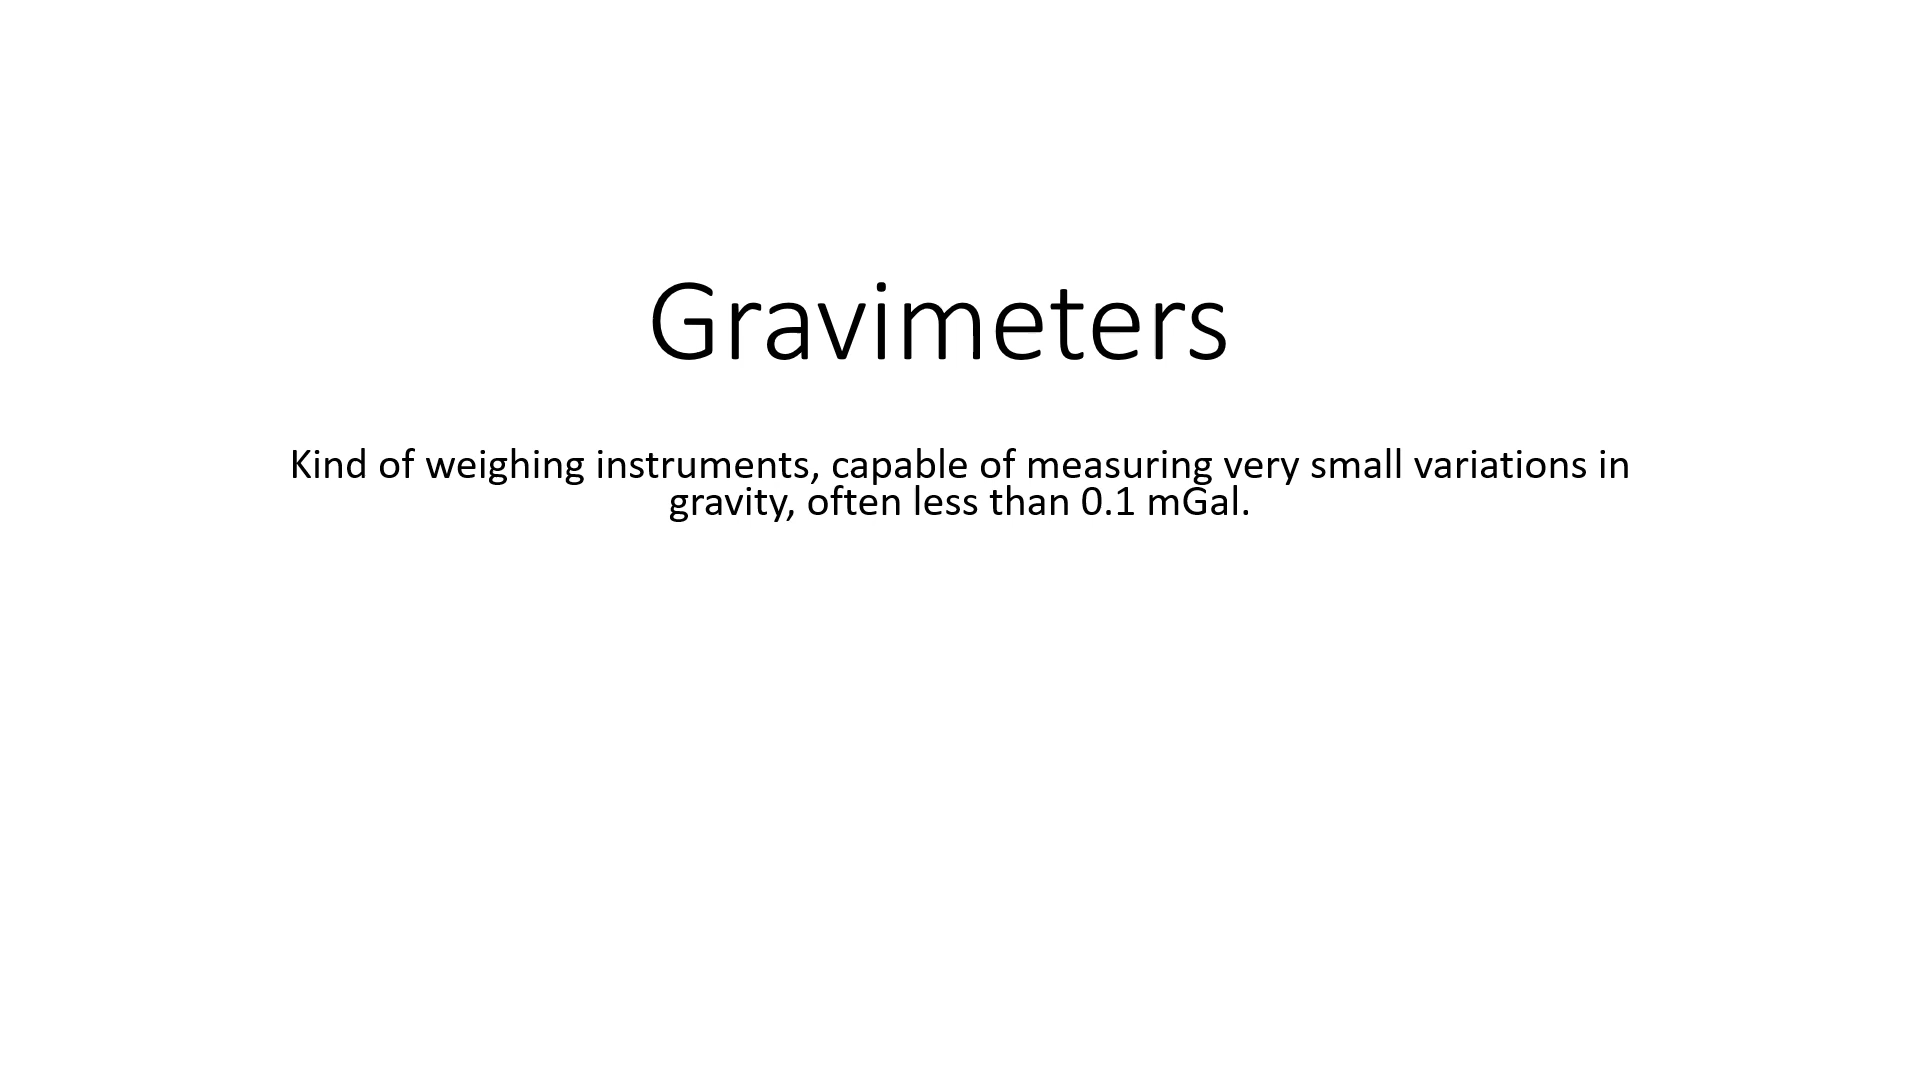 Gravimeters
Kind of weighing instruments, capable of measuring very small variations in
gravity, often less than 0.1 mGal.